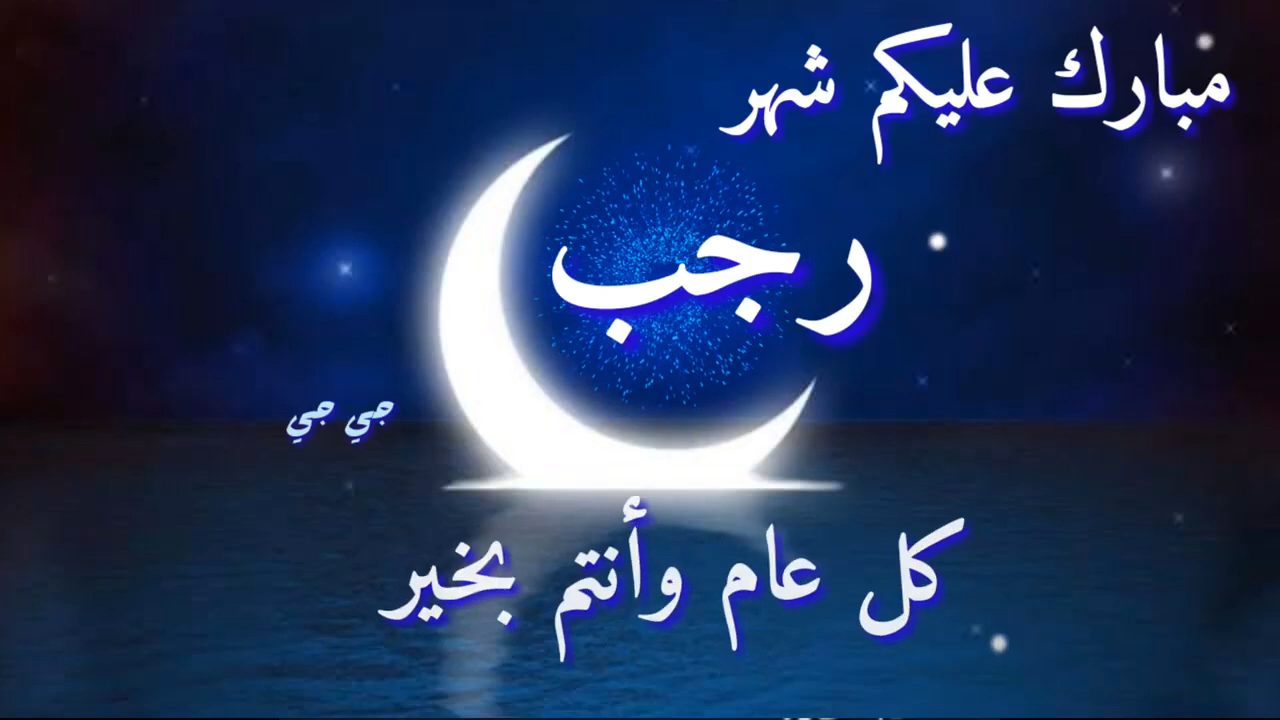 مبارك عليكم شهر
رجب
جي جي
كل عام وأنتم بخير